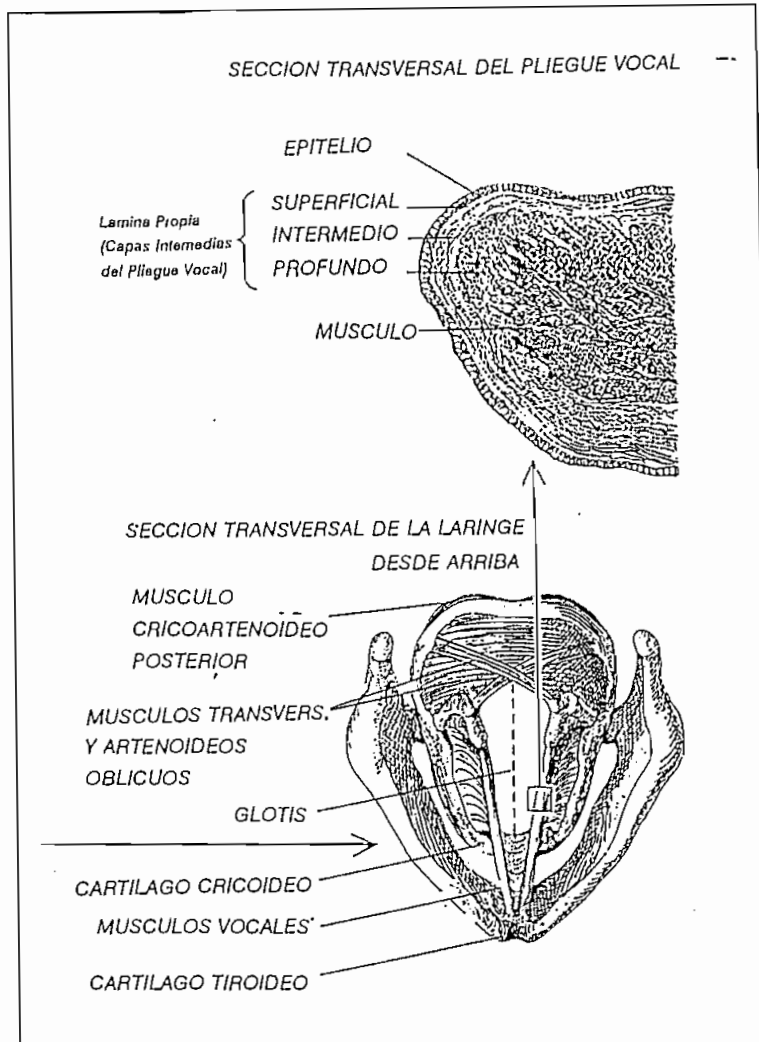 SECCION TRANSVERSAL DEL PLIEGUE VOCAL
EPITELIO
Lamina Propia
(Capas Intemedias
del Pliegue Vocal)
SUPERFICIAL
INTERMEDIO
PROFUNDO
MUSCULO
SECCION TRANSVERSAL DE LA LARINGE
DESDE ARRIBA
MUSCULO
CRICOARTENOIDEO
POSTERIOR
MUSCULOS TRANSVERS.
Y ARTENOIDEOS
OBLICUOS
GLOTIS
CARTILAGO CRICOIDEO
MUSCULOS VOCALES
CARTILAGO TIROIDEO